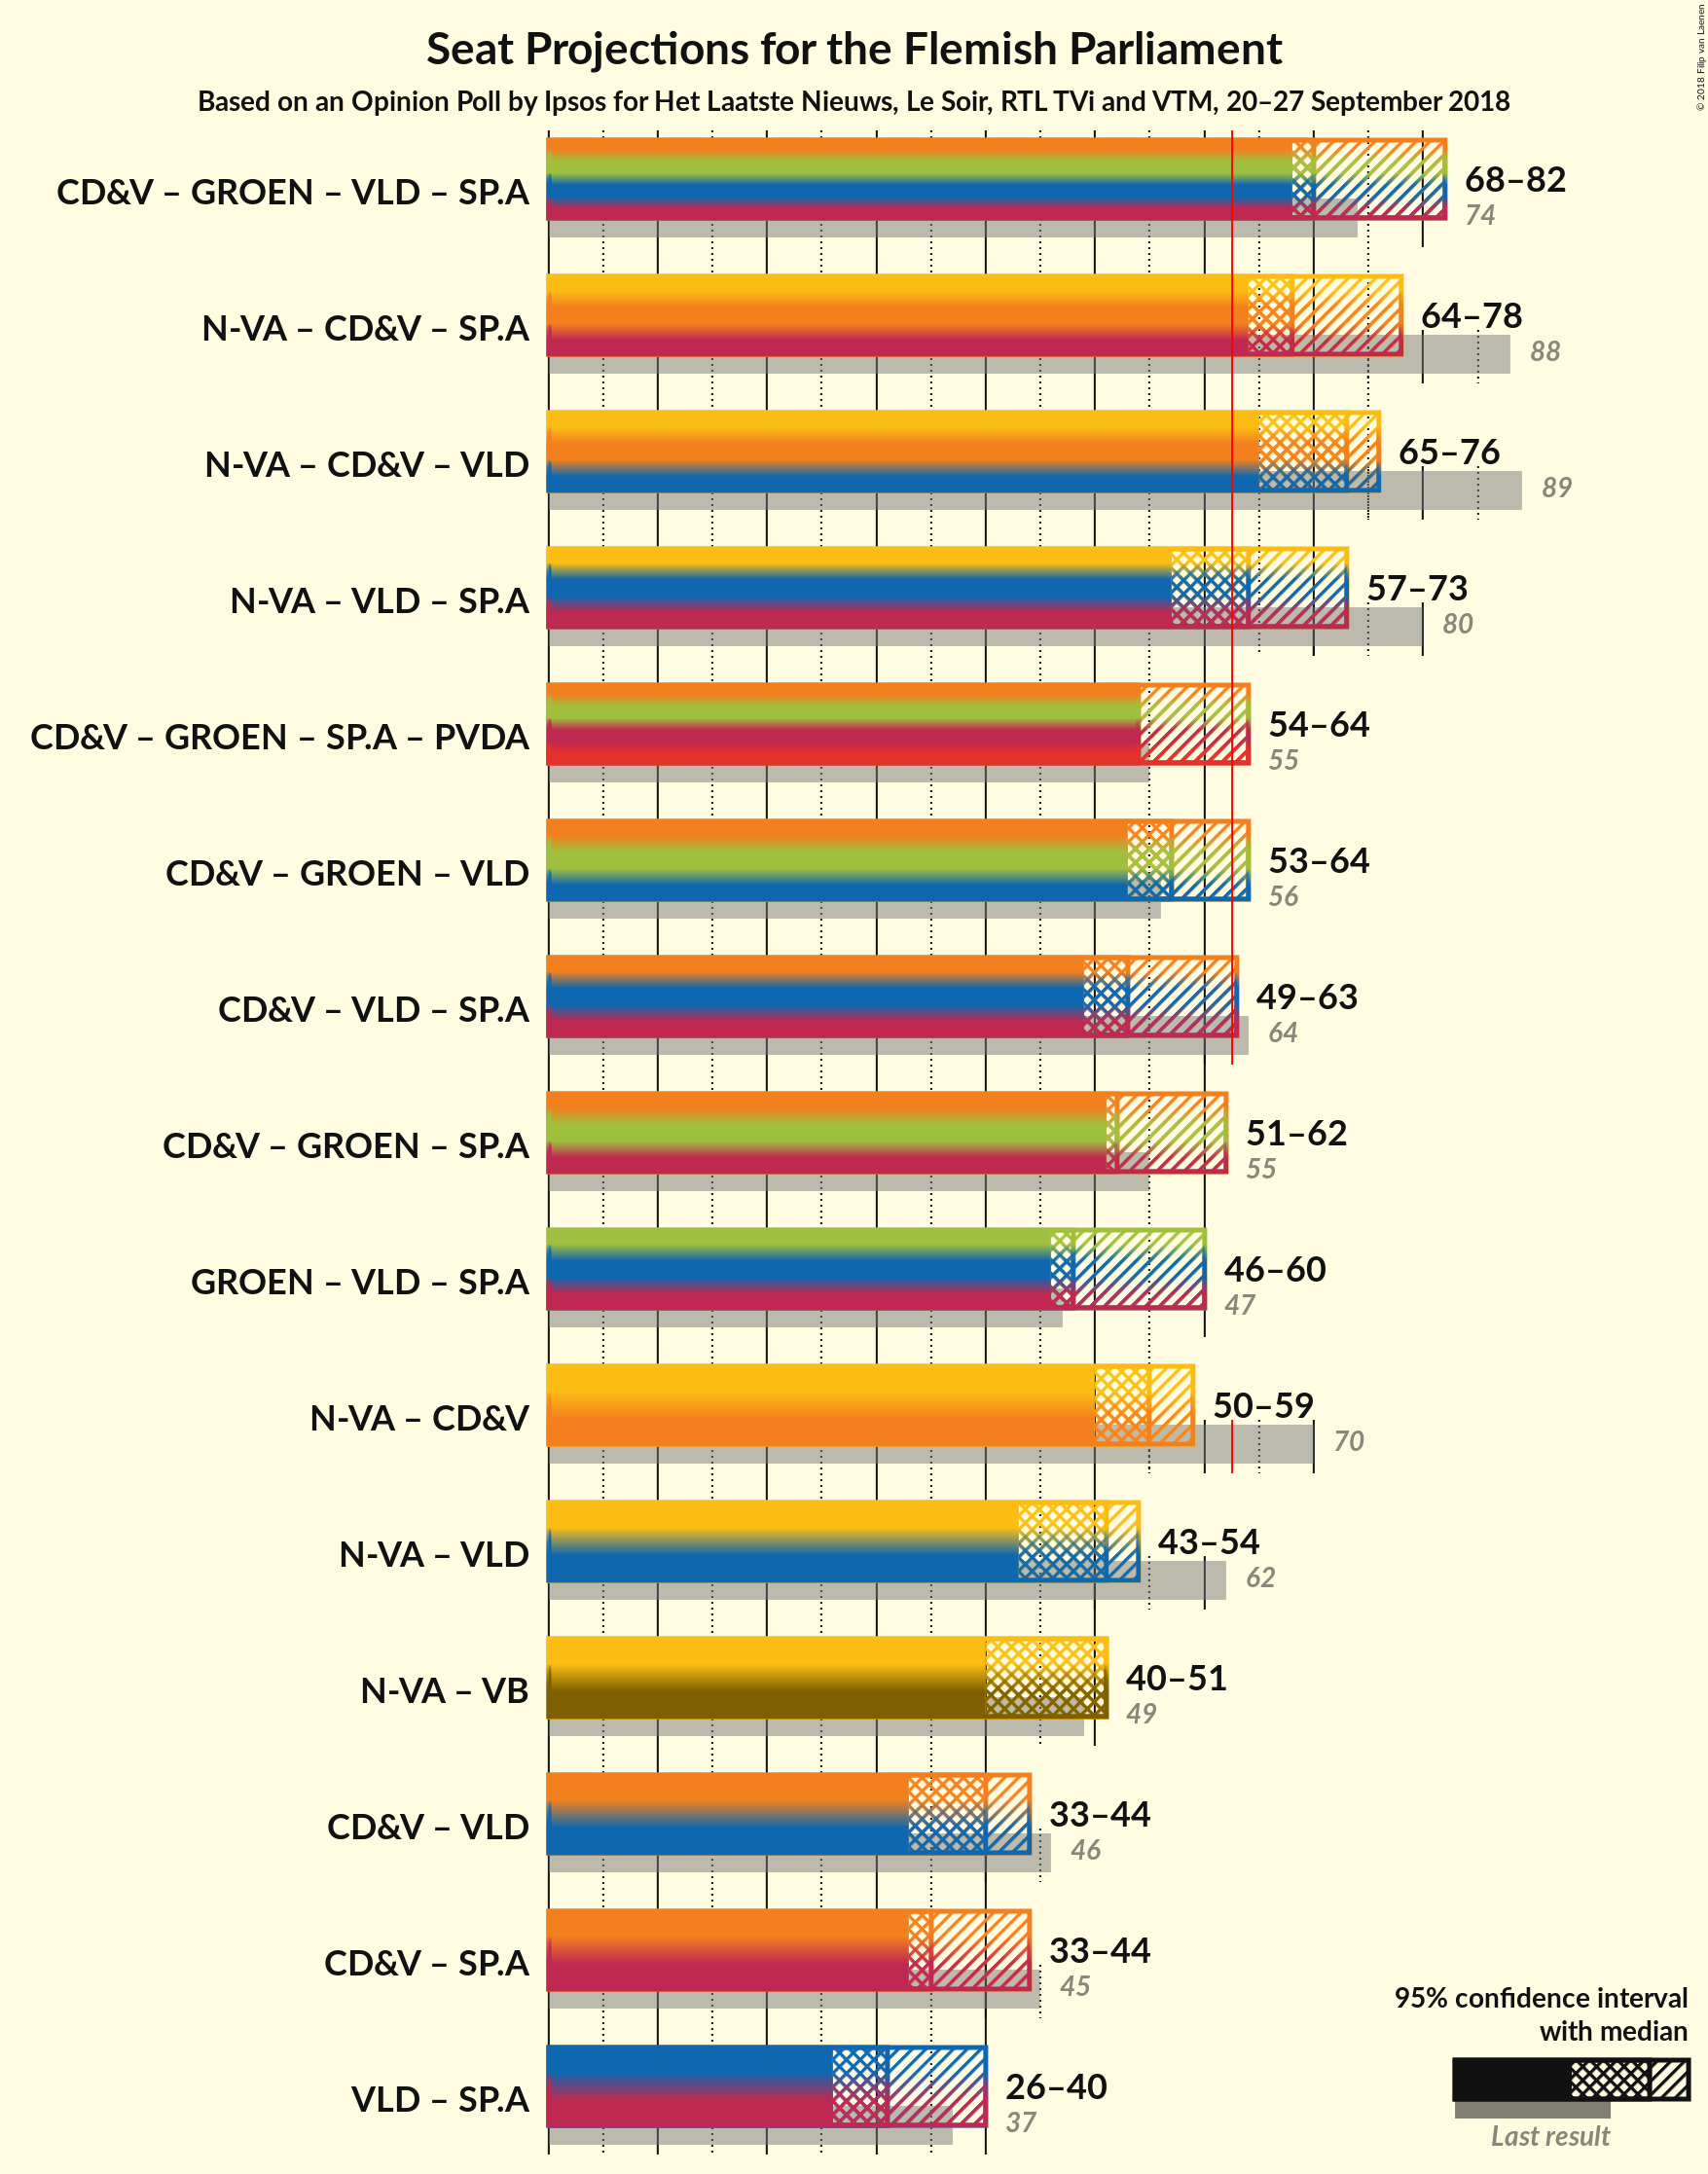 Seat Projections for the Flemish Parliament
Based on an Opinion Poll by Ipsos for Het Laatste Nieuws, Le Soir, RTL TVi and VTM, 20–27 September 2018
© 2018 Filip van Laenen
CD&V – GROEN – VLD – SP.A
68–82
74
N-VA – CD&V – SP.A
64–78
88
N-VA – CD&V – VLD
65–76
89
N-VA – VLD – SP.A
57–73
80
CD&V – GROEN – SP.A – PVDA
54–64
55
CD&V – GROEN – VLD
53–64
56
CD&V – VLD – SP.A
49–63
64
CD&V – GROEN – SP.A
51–62
55
GROEN – VLD – SP.A
46–60
47
N-VA – CD&V
50–59
70
N-VA – VLD
43–54
62
N-VA – VB
40–51
49
CD&V – VLD
33–44
46
CD&V – SP.A
33–44
45
VLD – SP.A
26–40
37
95% confidence interval
with median
Last result